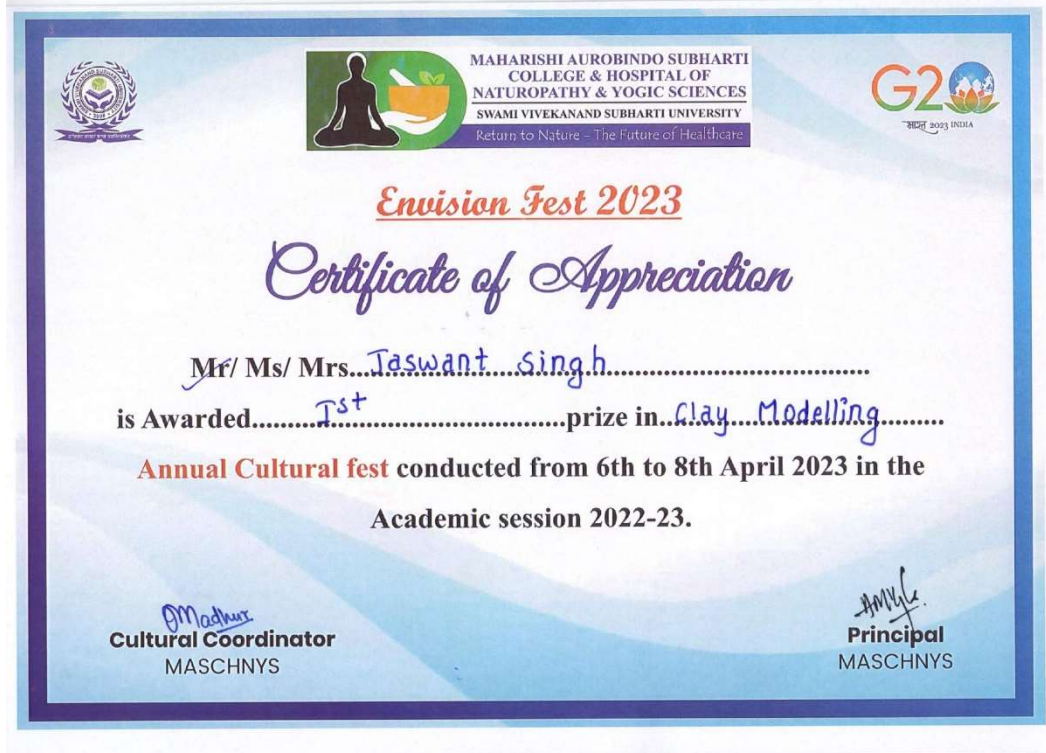 MAHARISHI AUROBINDO SUBHARTI
COLLEGE & HOSPITAL OF
NATUROPATHY & YOGIC SCIENCES
SWAMI VIVEKANAND SUBHARTI UNIVERSITY
Return to Nature – The Future of Healthcare
G20
भारत 2023 INDIA
Envision Fest 2023
Certificate of Appreciation
Mr/ Ms/ Mrs...Jaswant Singh
is Awarded...Ist...prize in..Clay Modelling
Annual Cultural fest conducted from 6th to 8th April 2023 in the
Academic session 2022-23.
Madhur
Cultural Coordinator
MASCHNYS
Principal
MASCHNYS